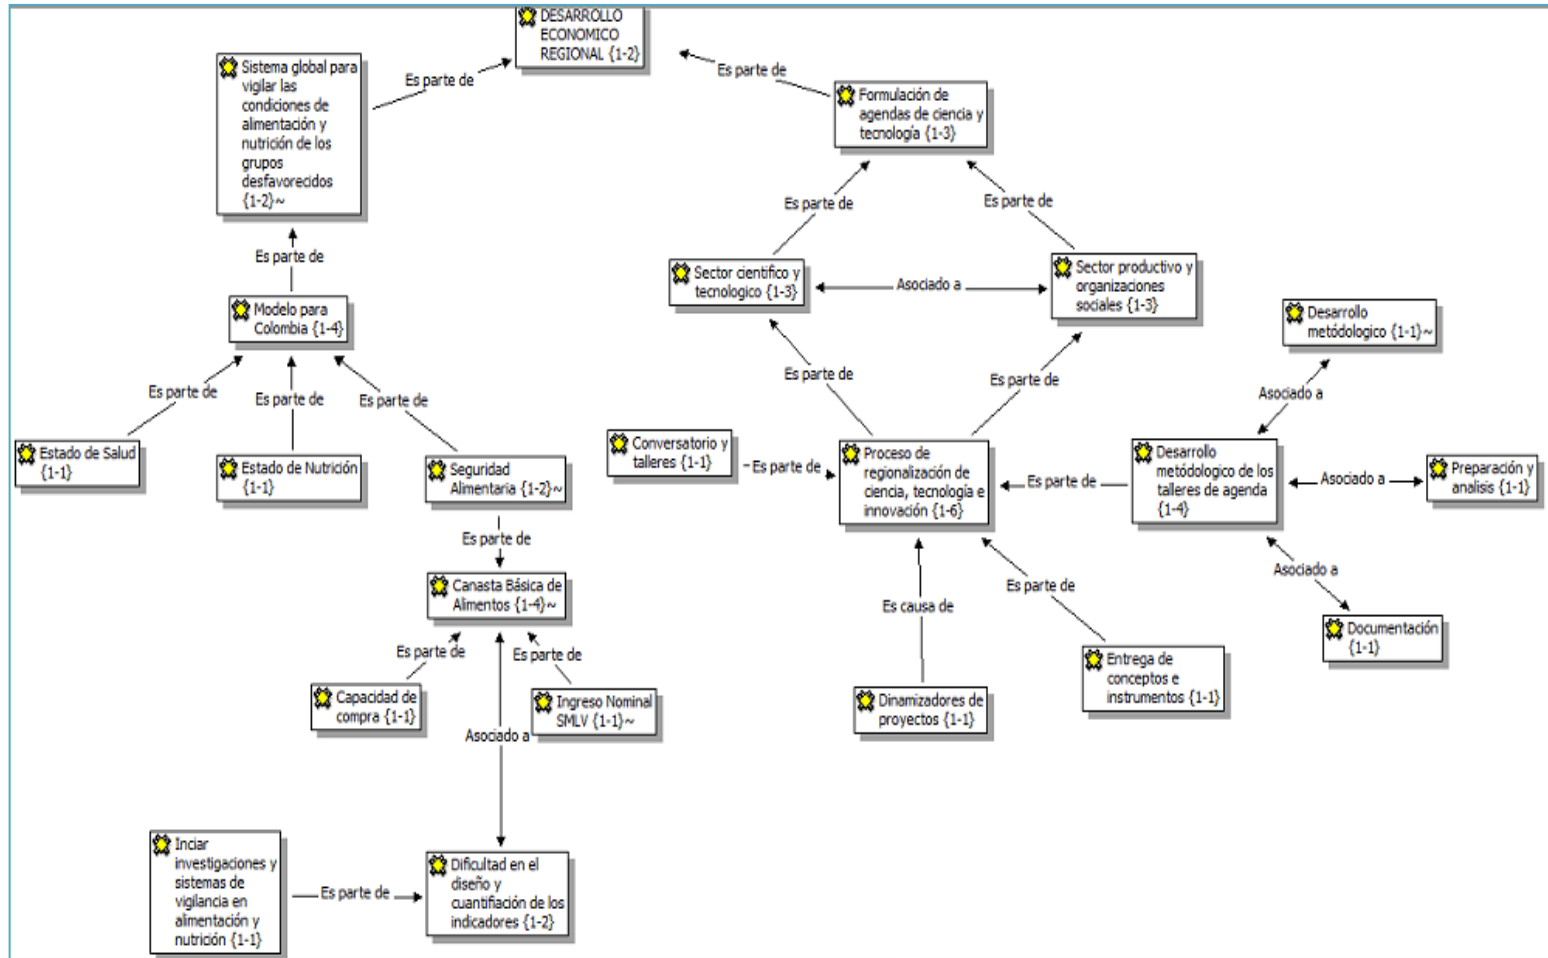 DESARROLLO
ECONOMICO
REGIONAL {1-2}
Es parte de
Es parte de
Sistema global para
vigilar las
condiciones de
alimentación y
nutrición de los
grupos
desfavorecidos
{1-2}~
Formulación de
agendas de ciencia y
tecnología {1-3}
Es parte de
Es parte de
Es parte de
Sector cientifico y
tecnologico {1-3}
Asociado a
Sector productivo y
organizaciones
sociales {1-3}
Modelo para
Colombia {1-4}
Desarrollo
metódologico {1-1}~
Es parte de
Es parte de
Es parte de
Es parte de
Es parte de
Asociado a
Estado de Salud
{1-1}
Estado de Nutrición
{1-1}
Seguridad
Alimentaria {1-2}~
Conversatorio y
talleres {1-1}
Es parte de
Proceso de
regionalización de
ciencia, tecnología e
innovación {1-6}
Es parte de
Desarrollo
metódologico de los
talleres de agenda
{1-4}
Asociado a
Preparación y
analisis {1-1}
Es parte de
Asociado a
Canasta Básica de
Alimentos {1-4}~
Es causa de
Es parte de
Documentación
{1-1}
Es parte de
Es parte de
Capacidad de
compra {1-1}
Ingreso Nominal
SMLV {1-1}~
Asociado a
Dinamizadores de
proyectos {1-1}
Entrega de
conceptos e
instrumentos {1-1}
Inciar
investigaciones y
sistemas de
vigilancia en
alimentación y
nutrición {1-1}
Es parte de
Dificultad en el
diseño y
cuantifiación de los
indicadores {1-2}